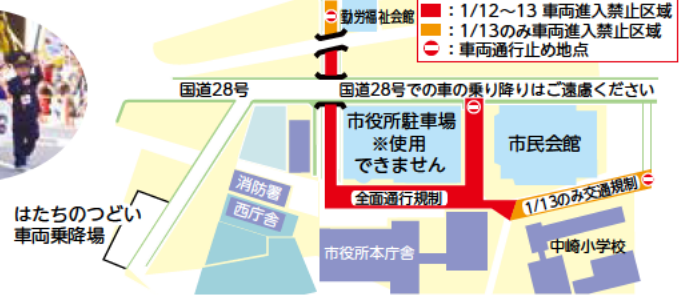 勤労福祉会館
：1/12～13 車両進入禁止区域
：1/13のみ車両進入禁止区域
：車両通行止め地点
国道28号
国道28号での車の乗り降りはご遠慮ください
市役所駐車場
※使用
できません
市民会館
消防署
西庁舎
全面通行規制
1/13のみ交通規制
はたちのつどい
車両乗降場
市役所本庁舎
中崎小学校